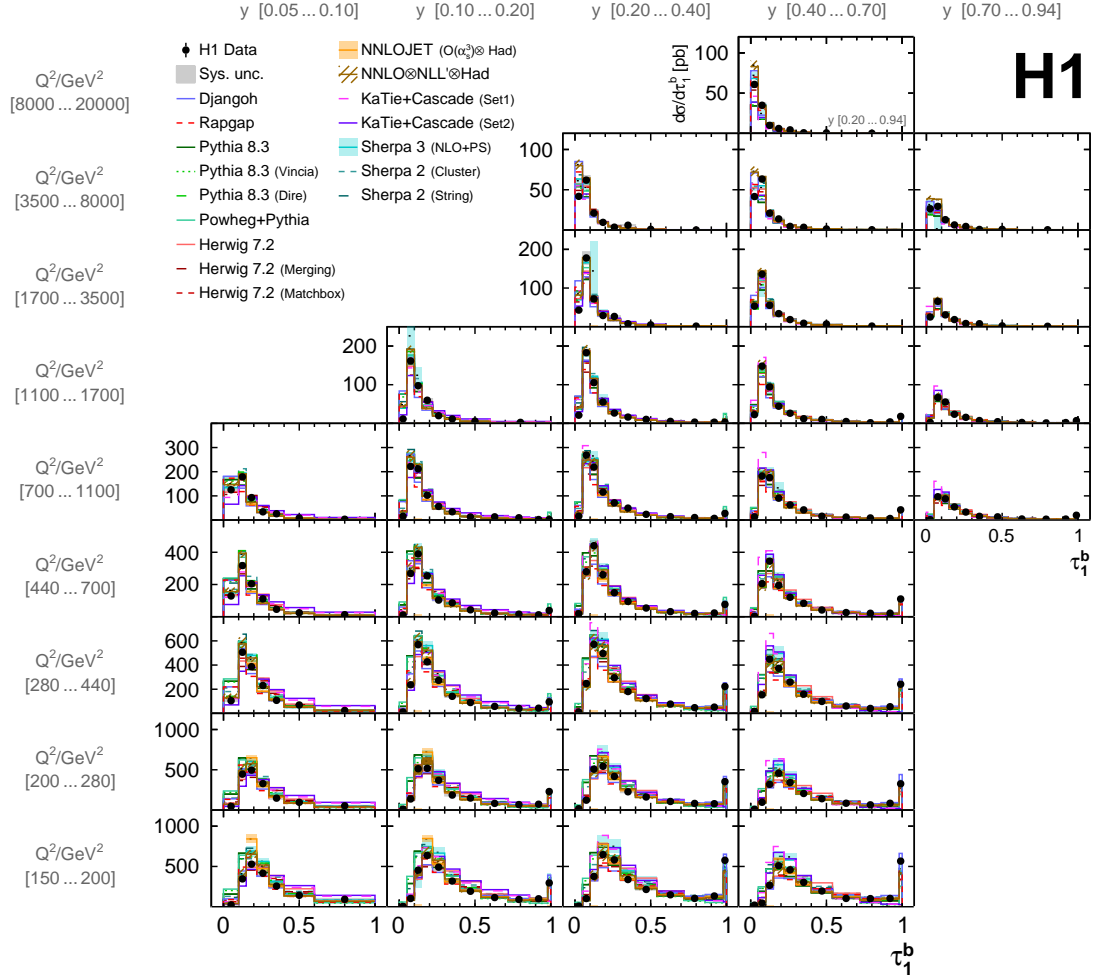 y [0.05 ... 0.10] y [0.10 ... 0.20] y [0.20 ... 0.40] y [0.40 ... 0.70] y [0.70 ... 0.94]
H1
H1 Data
Sys. unc.
Djangoh
Rapgap
Pythia 8.3
Pythia 8.3 (Vincia)
Pythia 8.3 (Dire)
Powheg+Pythia
Herwig 7.2
Herwig 7.2 (Merging)
Herwig 7.2 (Matchbox)
NNLOJET (O(αₛ³)⊗ Had)
NNLO⊗NLL'⊗Had
KaTie+Cascade (Set1)
KaTie+Cascade (Set2)
Sherpa 3 (NLO+PS)
Sherpa 2 (Cluster)
Sherpa 2 (String)
dσ/dτ₁ᵇ [pb]
100
50
y [0.20 ... 0.94]
Q²/GeV²
[8000 ... 20000]
Q²/GeV²
[3500 ... 8000]
100
50
Q²/GeV²
[1700 ... 3500]
200
100
Q²/GeV²
[1100 ... 1700]
200
100
Q²/GeV²
[700 ... 1100]
300
200
100
0 0.5 1
τ₁ᵇ
Q²/GeV²
[440 ... 700]
400
200
Q²/GeV²
[280 ... 440]
600
400
200
Q²/GeV²
[200 ... 280]
1000
500
Q²/GeV²
[150 ... 200]
1000
500
0 0.5 1 0 0.5 1 0 0.5 1 0 0.5 1
τ₁ᵇ